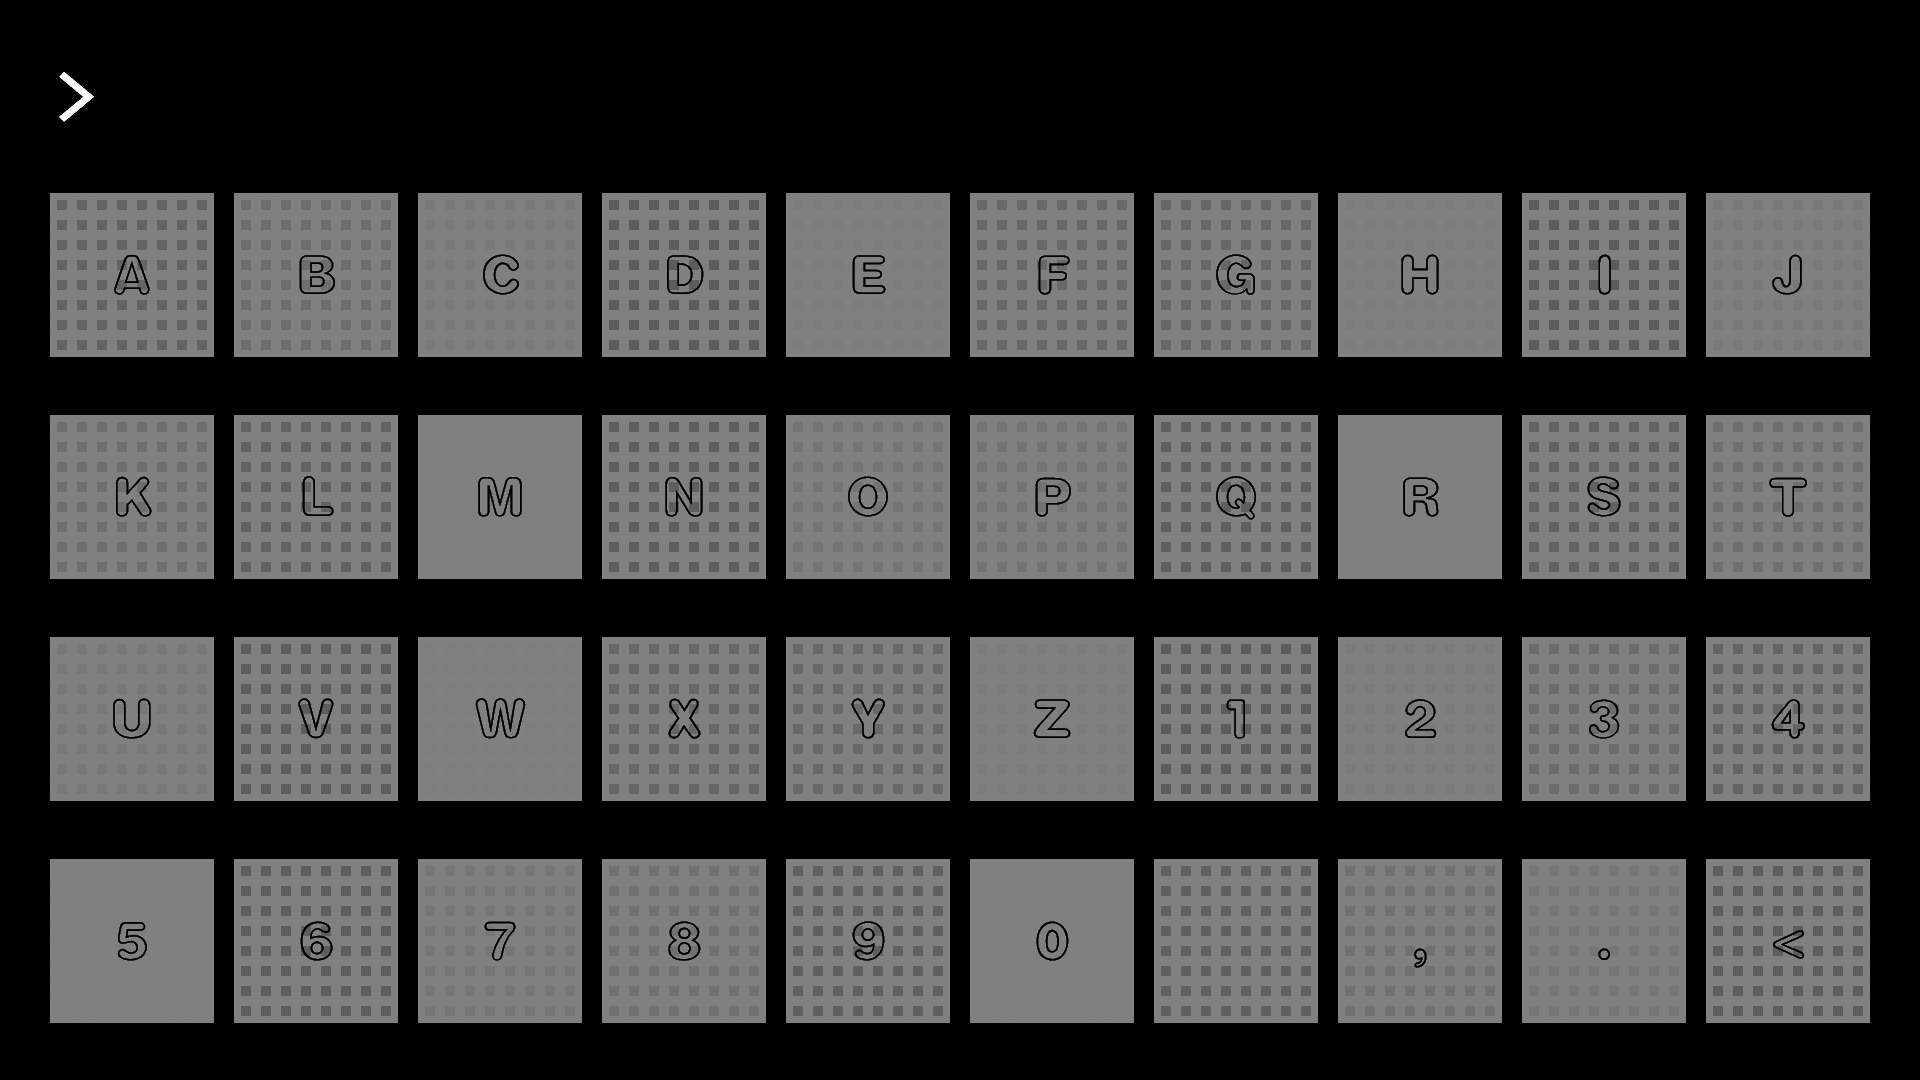 >
A B C D E F G H I J
K L M N O P Q R S T
U V W X Y Z 1 2 3 4
5 6 7 8 9 0 , . <